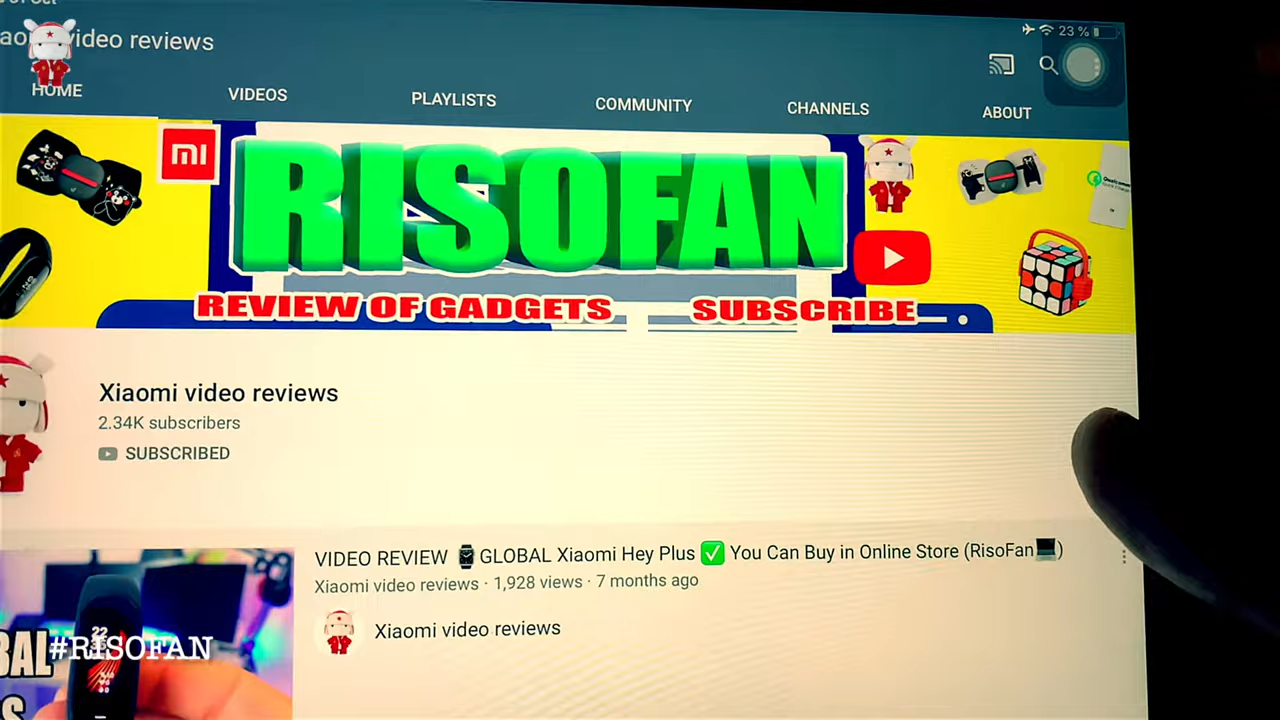 ao video reviews
23 %
HOME
VIDEOS
PLAYLISTS
COMMUNITY
CHANNELS
ABOUT
MI
RISOFAN
REVIEW OF GADGETS
SUBSCRIBE
Xiaomi video reviews
2.34K subscribers
SUBSCRIBED
VIDEO REVIEW ⌚GLOBAL Xiaomi Hey Plus ✅ You Can Buy in Online Store (RisoFan💻)
Xiaomi video reviews · 1,928 views · 7 months ago
Xiaomi video reviews
#RISOFAN
BAL
S